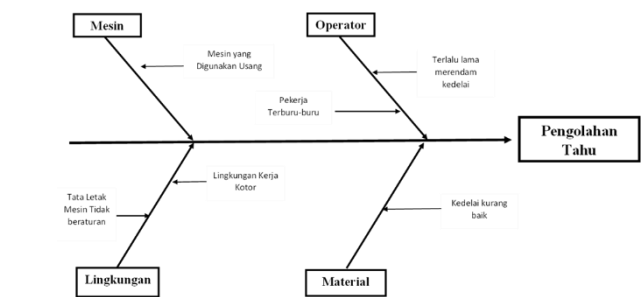 Mesin
Operator
Mesin yang
Digunakan Usang
Terlalu lama
merendam
kedelai
Pekerja
Terburu-buru
Pengolahan
Tahu
Lingkungan Kerja
Kotor
Tata Letak
Mesin Tidak
beraturan
Kedelai kurang
baik
Lingkungan
Material